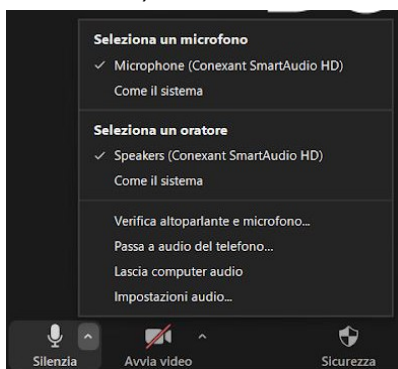 Seleziona un microfono
Microphone (Conexant SmartAudio HD)
Come il sistema
Seleziona un oratore
Speakers (Conexant SmartAudio HD)
Come il sistema
Verifica altoparlante e microfono...
Passa a audio del telefono...
Lascia computer audio
Impostazioni audio...
Silenzia
Avvia video
Sicurezza